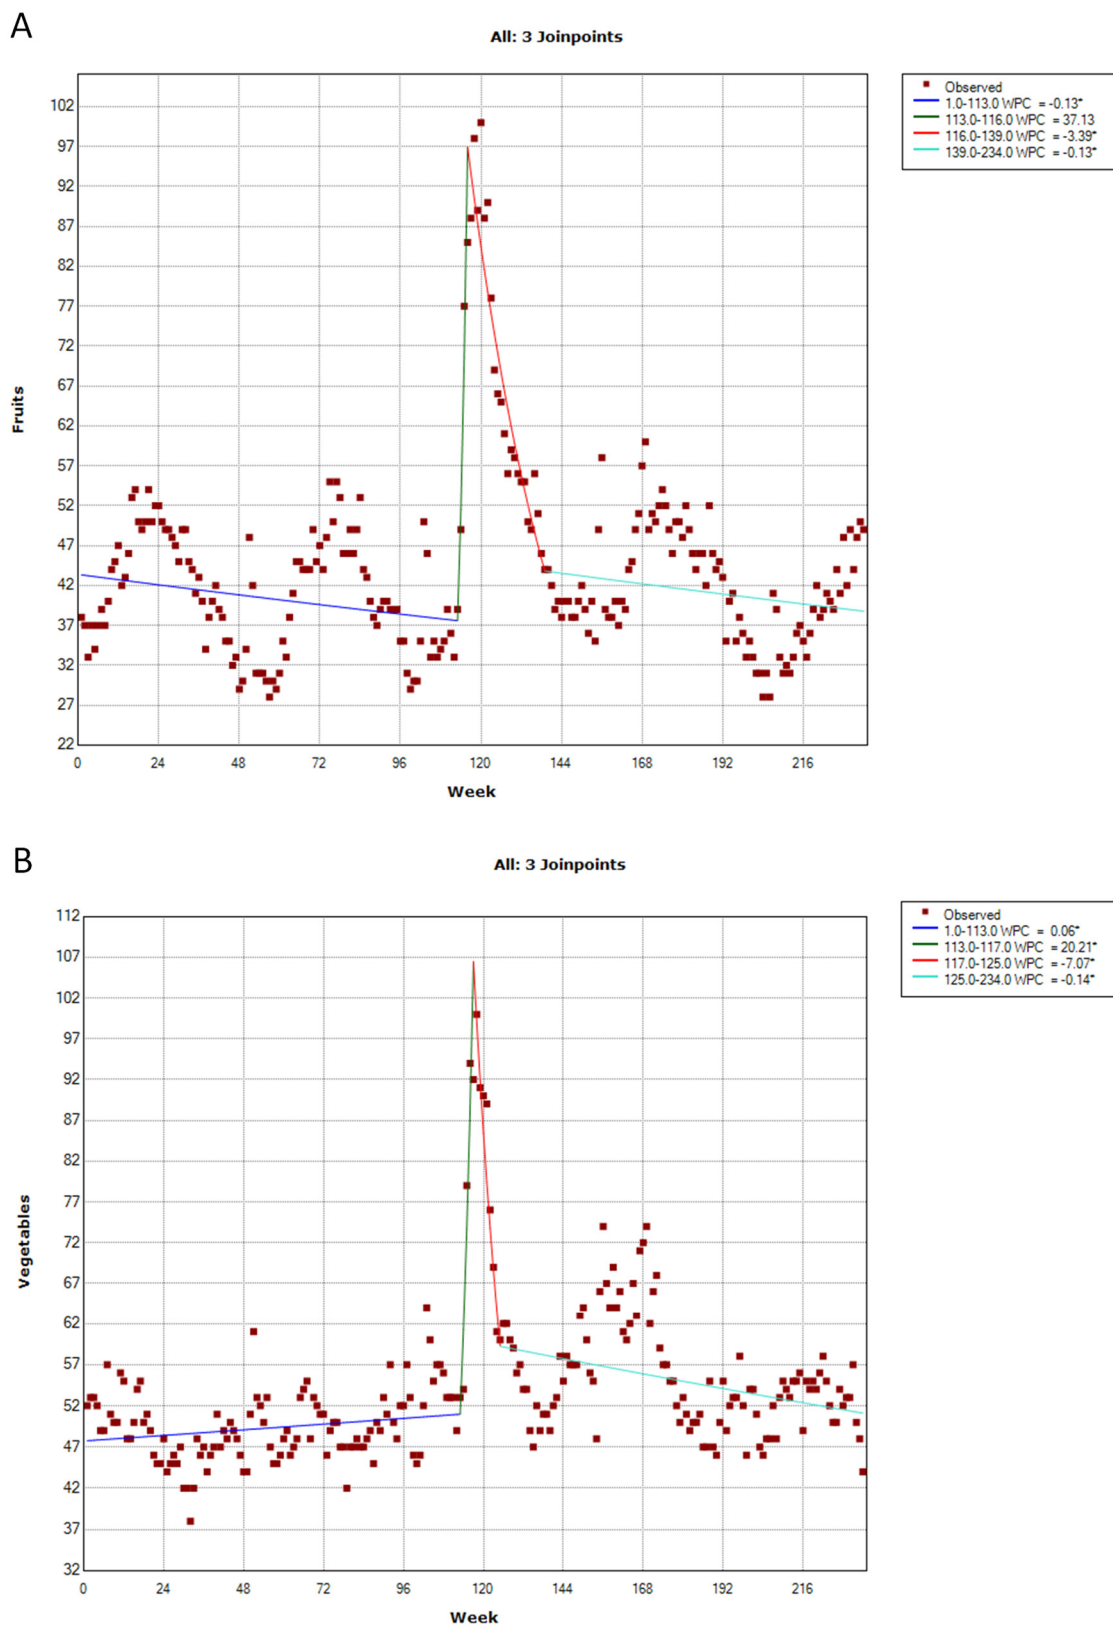 A
All: 3 Joinpoints
102
97
92
87
82
77
72
67
62
57
52
47
42
37
32
27
22
Fruits
0 24 48 72 96 120 144 168 192 216
Week
Observed
1.0-113.0 WPC = -0.13*
113.0-116.0 WPC = 37.13
116.0-139.0 WPC = -3.39*
139.0-234.0 WPC = -0.13*
B
All: 3 Joinpoints
112
107
102
97
92
87
82
77
72
67
62
57
52
47
42
37
32
Vegetables
0 24 48 72 96 120 144 168 192 216
Week
Observed
1.0-113.0 WPC = 0.06*
113.0-117.0 WPC = 20.21*
117.0-125.0 WPC = -7.07*
125.0-234.0 WPC = -0.14*